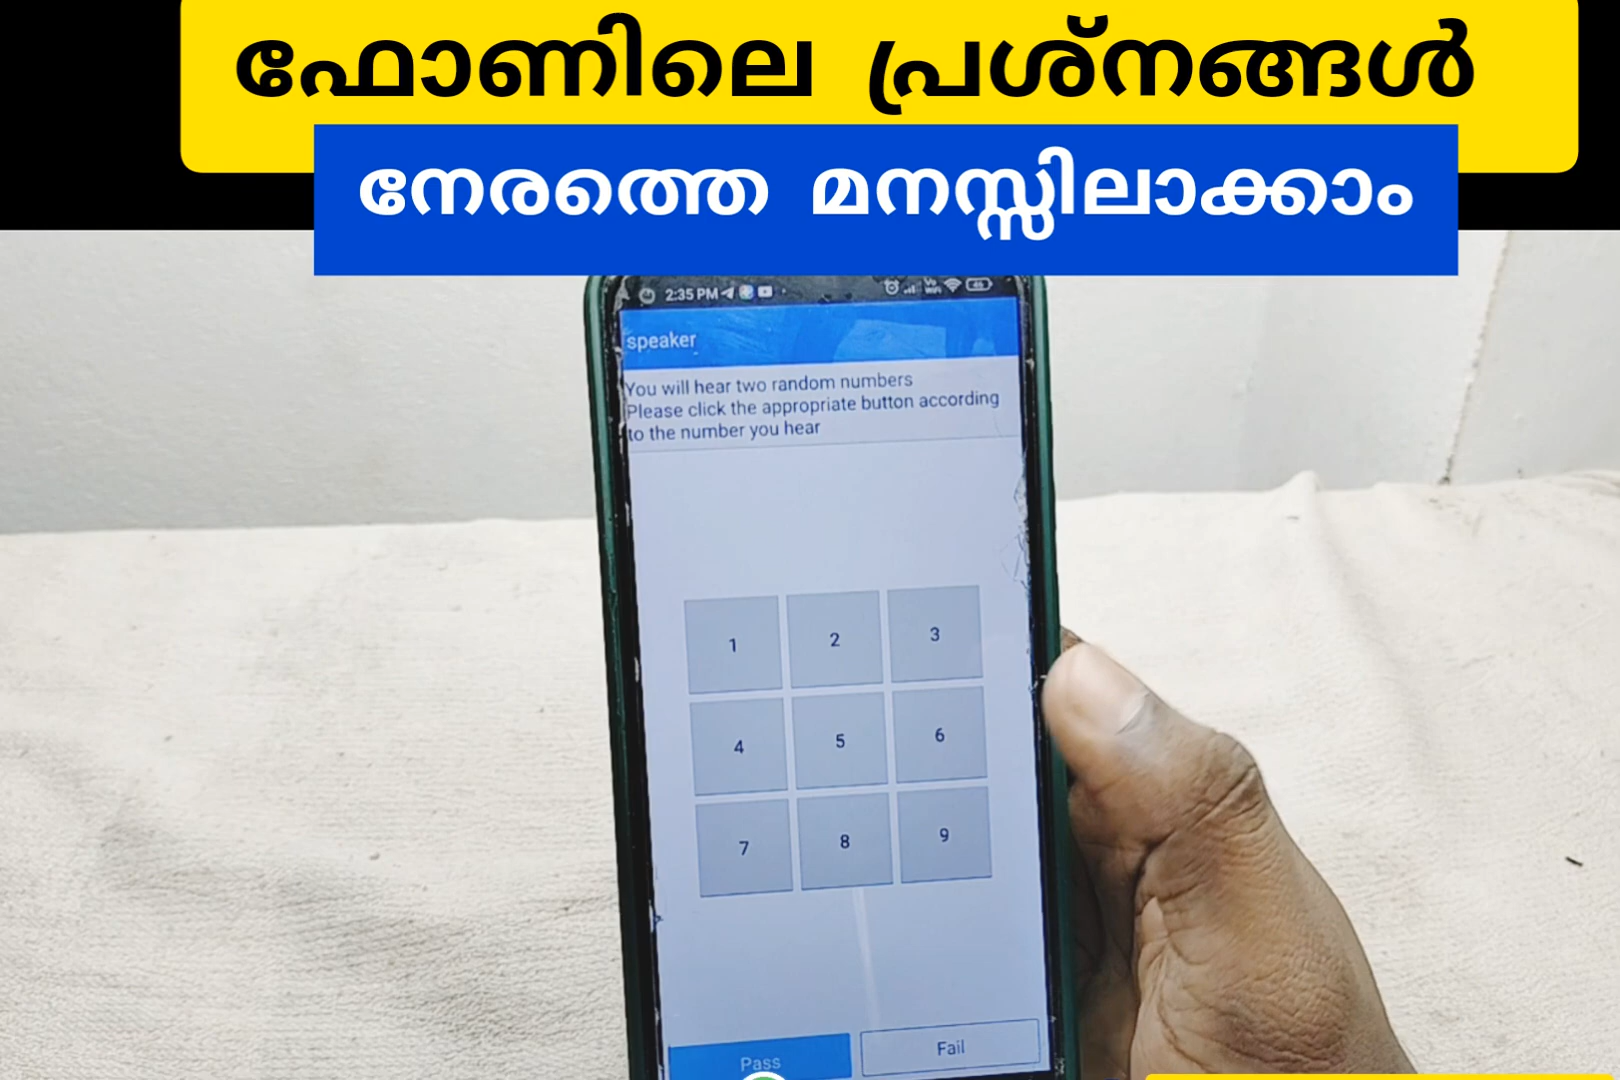 ഫോണിലെ പ്രശ്നങ്ങൾ
നേരത്തെ മനസ്സിലാക്കാം
2:35 PM
speaker
You will hear two random numbers
Please click the appropriate button according
to the number you hear
1 2 3
4 5 6
7 8 9
Pass Fail